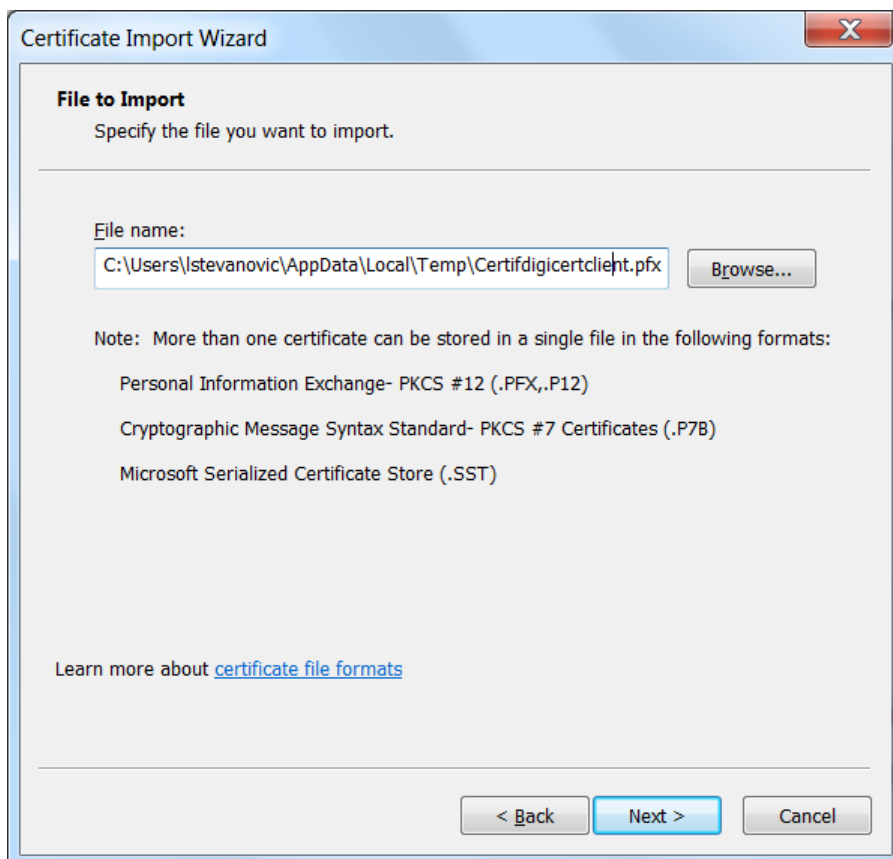 Certificate Import Wizard
File to Import
Specify the file you want to import.
File name:
C:\Users\lstevanovic\AppData\Local\Temp\Certifdigicertclient.pfx
Browse...
Note:  More than one certificate can be stored in a single file in the following formats:
Personal Information Exchange- PKCS #12 (.PFX,.P12)
Cryptographic Message Syntax Standard- PKCS #7 Certificates (.P7B)
Microsoft Serialized Certificate Store (.SST)
Learn more about certificate file formats
< Back   Next >   Cancel